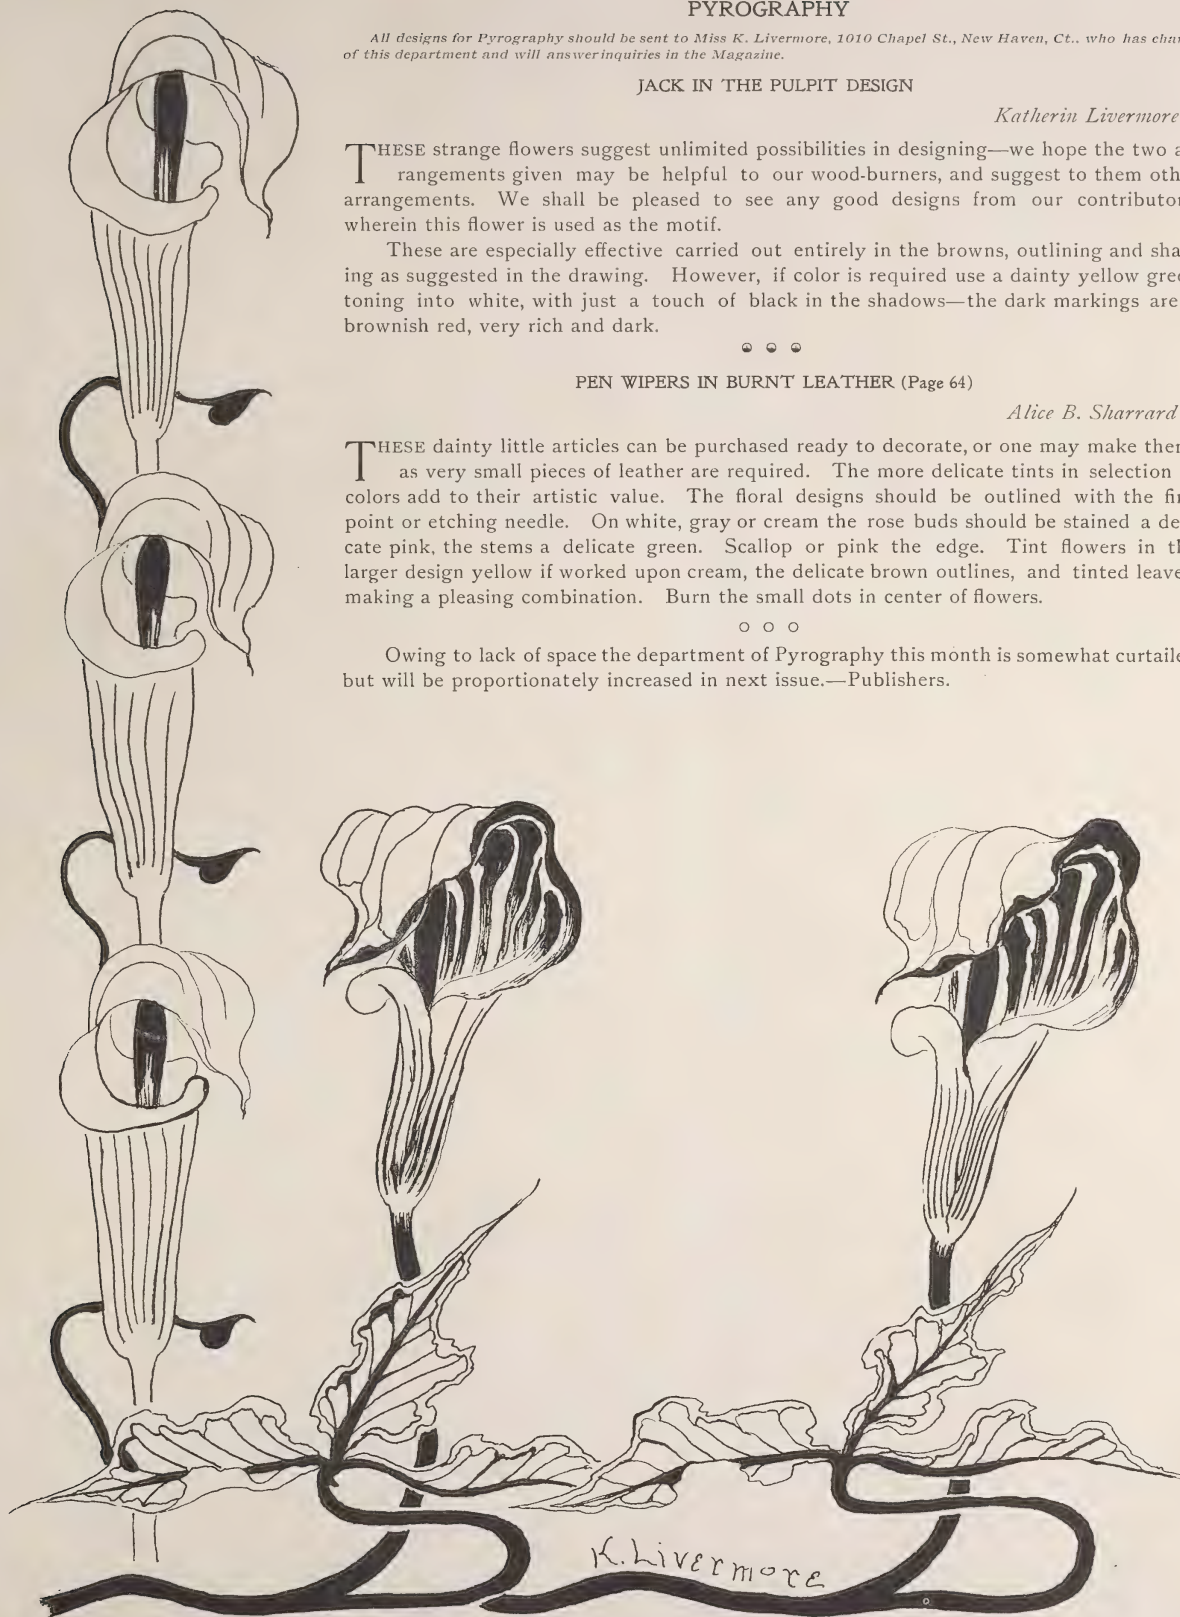 PYROGRAPHY
All designs for Pyrography should be sent to Miss K. Livermore, 1010 Chapel St., New Haven, Ct.. who has
of this department and will answer inquiries in the Magazine.
JACK IN THE PULPIT DESIGN
Katherin Livermore
THESE strange flowers suggest unlimited possibilities in designing—we hope the two
rangements given may be helpful to our wood-burners, and suggest to them
arrangements. We shall be pleased to see any good designs from our
wherein this flower is used as the motif.
These are especially effective carried out entirely in the browns, outlining and
ing as suggested in the drawing. However, if color is required use a dainty yellow
toning into white, with just a touch of black in the shadows—the dark markings are
brownish red, very rich and dark.
PEN WIPERS IN BURNT LEATHER (Page 64)
Alice B. Sharrard
THESE dainty little articles can be purchased ready to decorate, or one may make
as very small pieces of leather are required. The more delicate tints in selection
colors add to their artistic value. The floral designs should be outlined with the
point or etching needle. On white, gray or cream the rose buds should be stained a
cate pink, the stems a delicate green. Scallop or pink the edge. Tint flowers in
larger design yellow if worked upon cream, the delicate brown outlines, and tinted
making a pleasing combination. Burn the small dots in center of flowers.
Owing to lack of space the department of Pyrography this month is somewhat
but will be proportionately increased in next issue.—Publishers.
K. Livermore